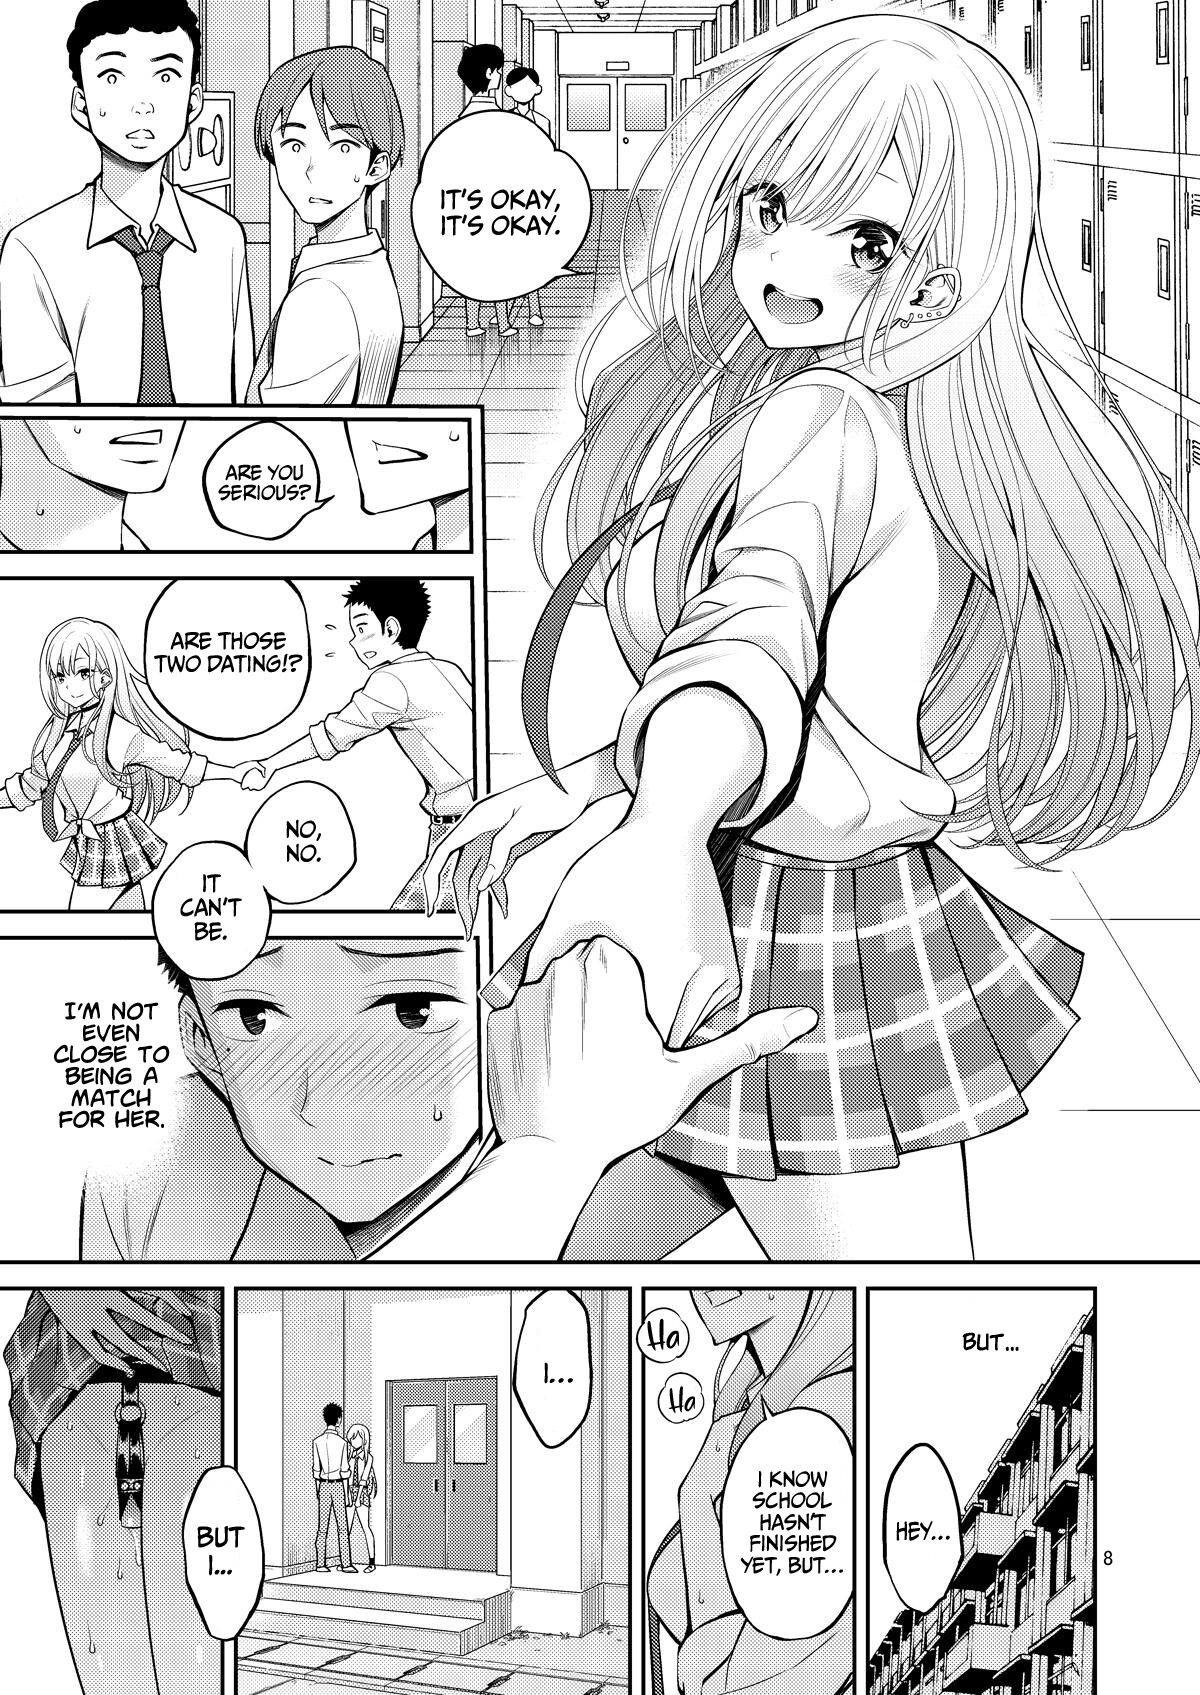 IT'S OKAY,
IT'S OKAY.
ARE YOU
SERIOUS?
ARE THOSE
TWO DATING!?
NO,
NO.
IT
CAN'T
BE.
I'M NOT
EVEN
CLOSE TO
BEING A
MATCH
FOR HER.
BUT...
HEY...
Ha
Ha
I KNOW
SCHOOL
HASN'T
FINISHED
YET, BUT...
I...
BUT
I...
8